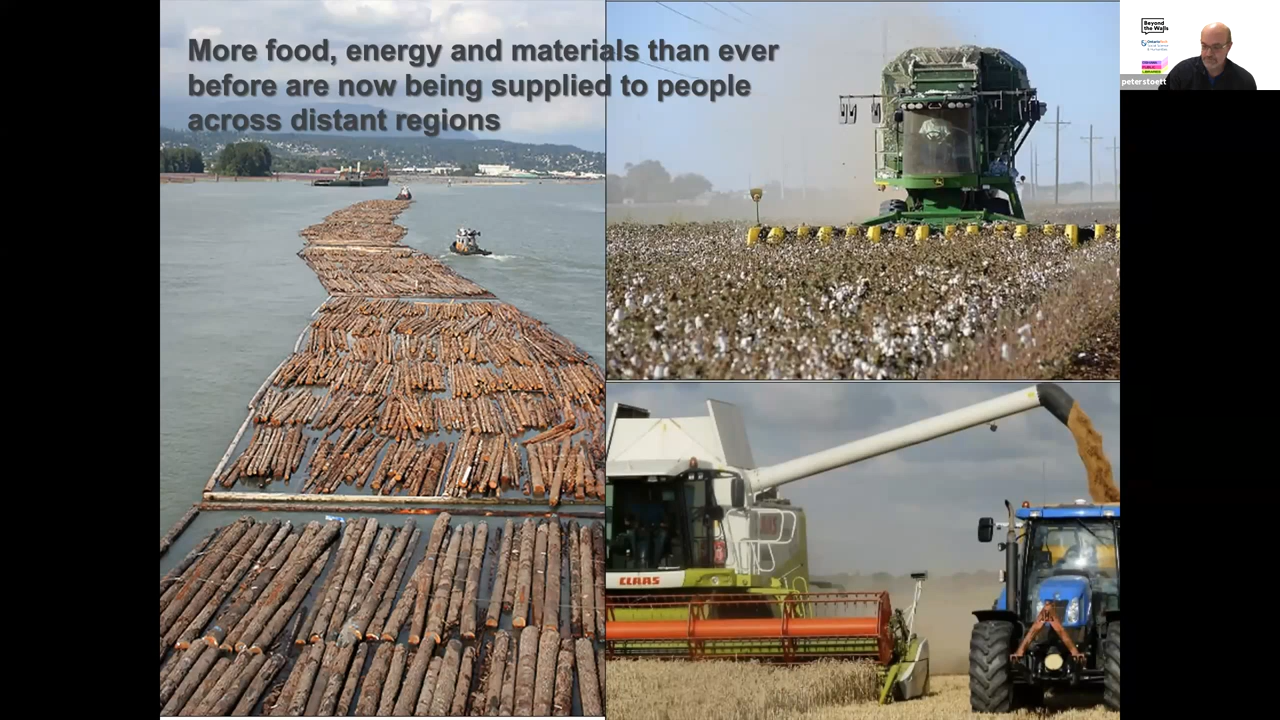 More food, energy and materials than ever
before are now being supplied to people
across distant regions
Beyond
the Walls
peterstoett
CLAAS